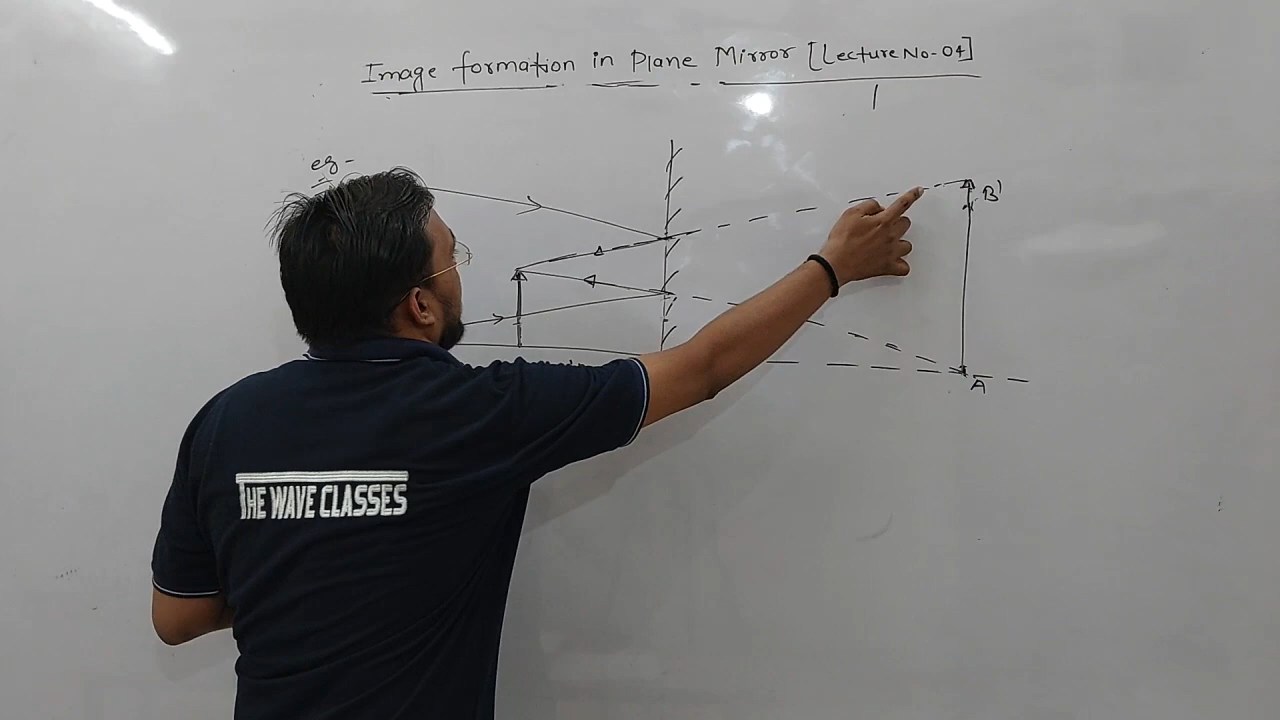 Image formation in Plane Mirror [Lecture No-04]
eg-
B'
A
THE WAVE CLASSES